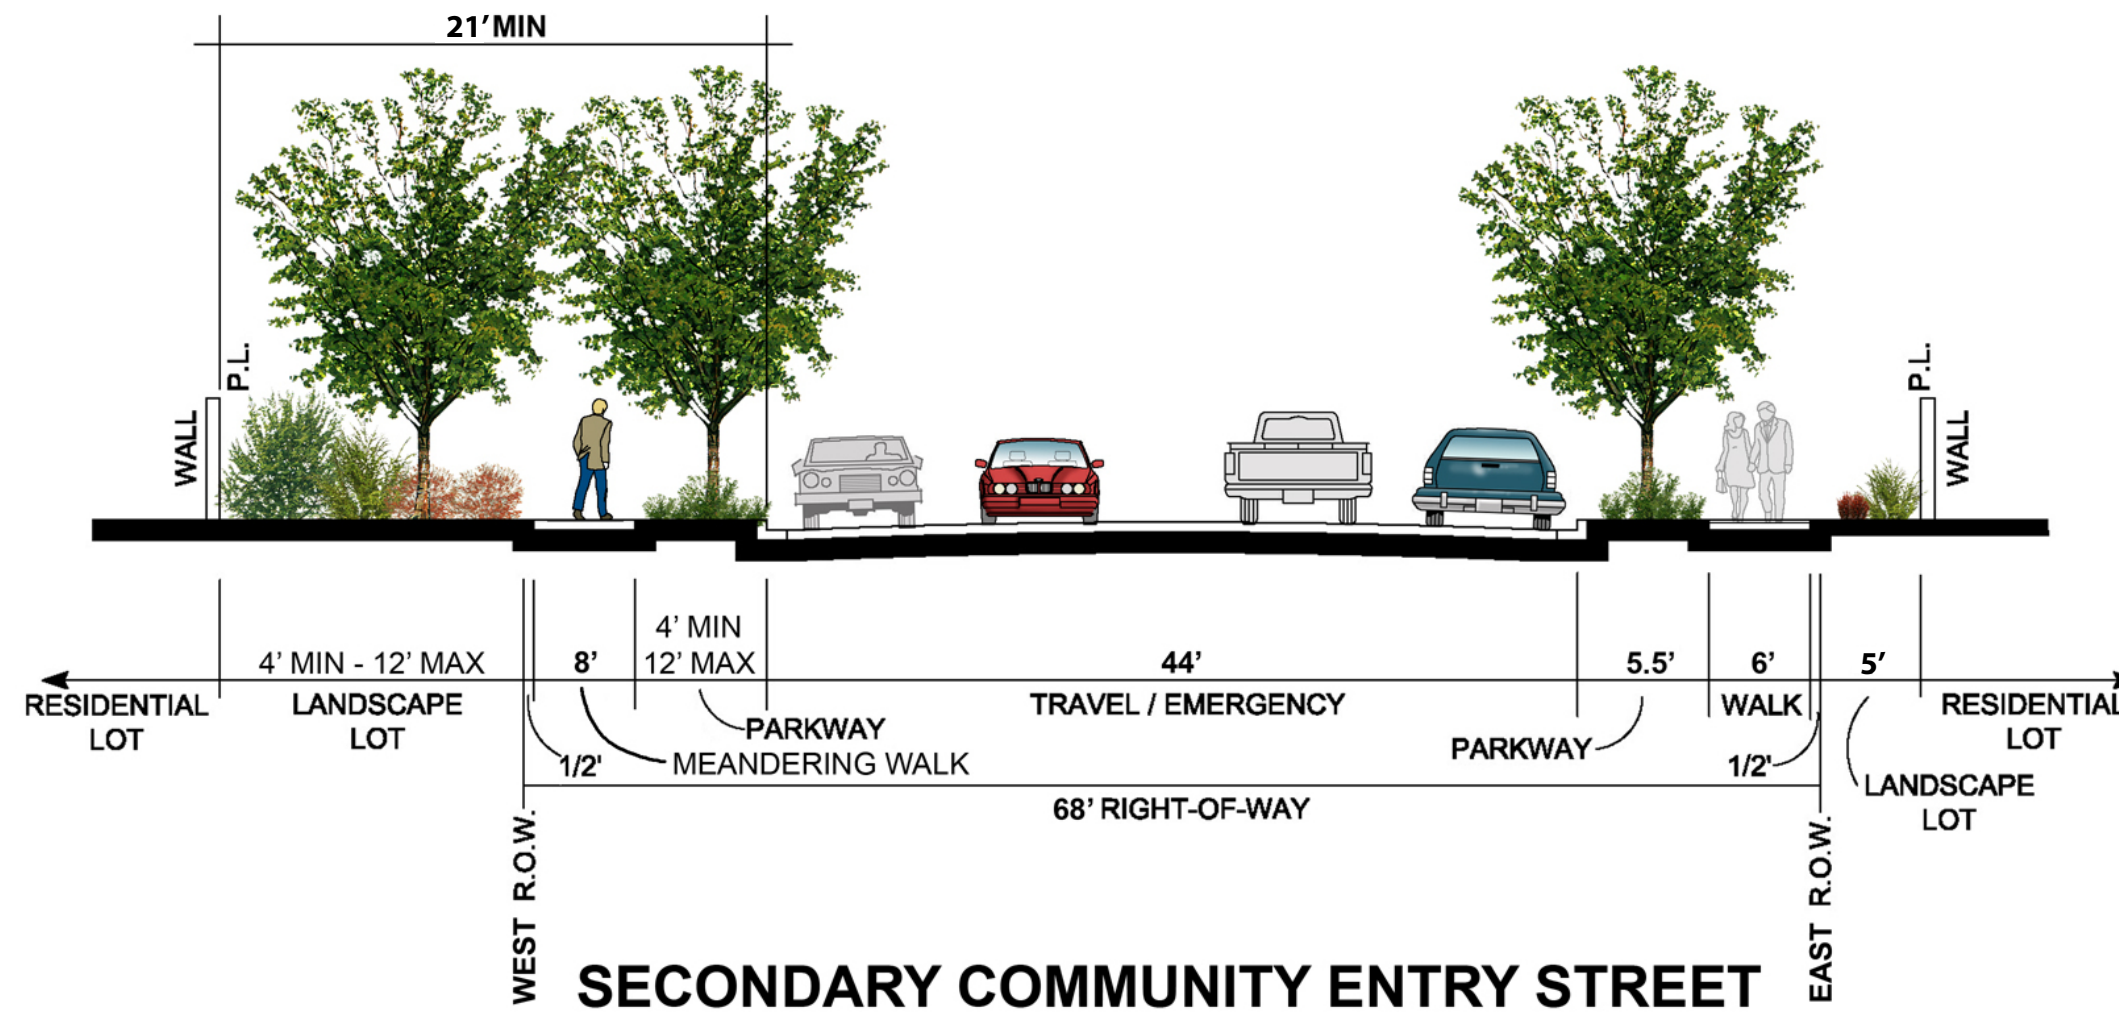 21' MIN
P.L.
WALL
P.L.
WALL
4' MIN
4' MIN - 12' MAX
8'
12' MAX
44'
5.5'
6'
5'
RESIDENTIAL
LOT
LANDSCAPE
LOT
PARKWAY
1/2'
MEANDERING WALK
TRAVEL / EMERGENCY
PARKWAY
WALK
1/2'
RESIDENTIAL
LOT
LANDSCAPE
LOT
68' RIGHT-OF-WAY
WEST R.O.W.
EAST R.O.W.
SECONDARY COMMUNITY ENTRY STREET